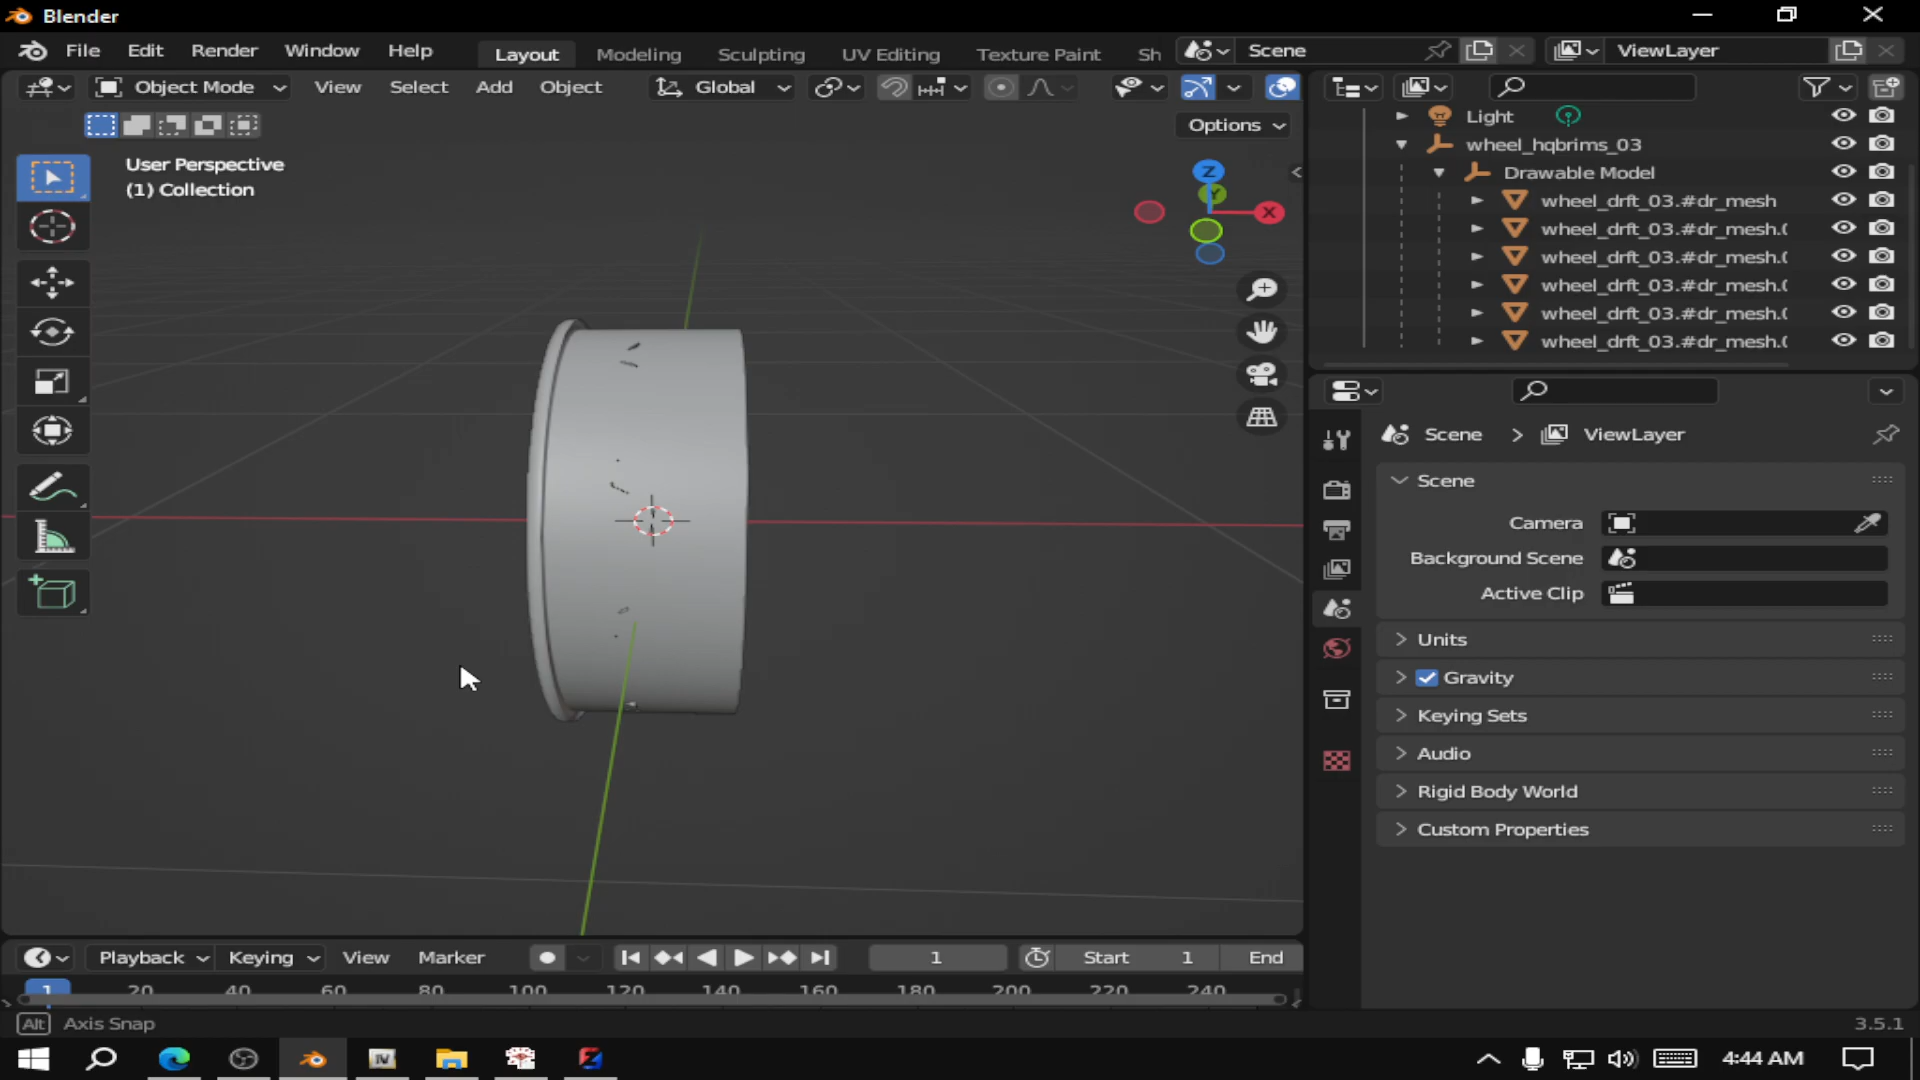 Blender
File Edit Render Window Help
Layout Modeling Sculpting UV Editing Texture Paint Sh
Scene
ViewLayer
Object Mode View Select Add Object Global
Options
User Perspective
(1) Collection
Z
Y
X
Light
wheel_hqbrims_03
Drawable Model
wheel_drft_03.#dr_mesh
wheel_drft_03.#dr_mesh.(
wheel_drft_03.#dr_mesh.(
wheel_drft_03.#dr_mesh.(
wheel_drft_03.#dr_mesh.(
wheel_drft_03.#dr_mesh.(
Scene > ViewLayer
Scene
Camera
Background Scene
Active Clip
Units
Gravity
Keying Sets
Audio
Rigid Body World
Custom Properties
Playback Keying View Marker 1 Start 1 End
1 20 40 60 80 100 120 140 160 180 200 220 240
Alt Axis Snap
3.5.1
IV
4:44 AM